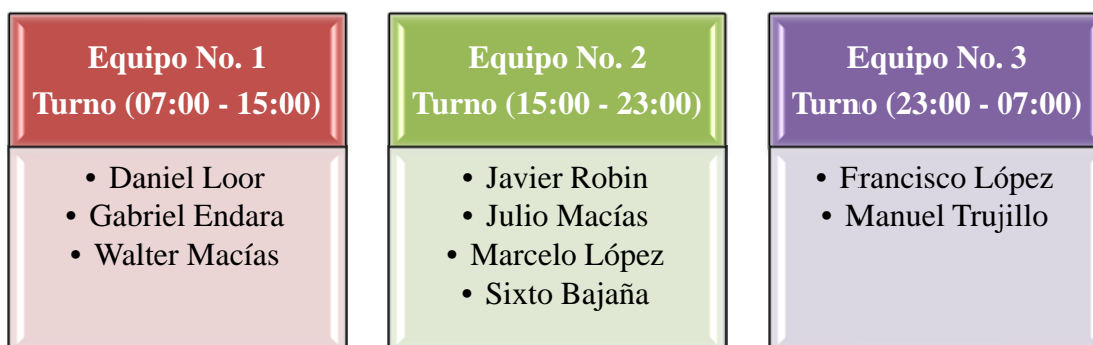 Equipo No. 1
Turno (07:00 - 15:00)
• Daniel Loor
• Gabriel Endara
• Walter Macías
Equipo No. 2
Turno (15:00 - 23:00)
• Javier Robin
• Julio Macías
• Marcelo López
• Sixto Bajaña
Equipo No. 3
Turno (23:00 - 07:00)
• Francisco López
• Manuel Trujillo